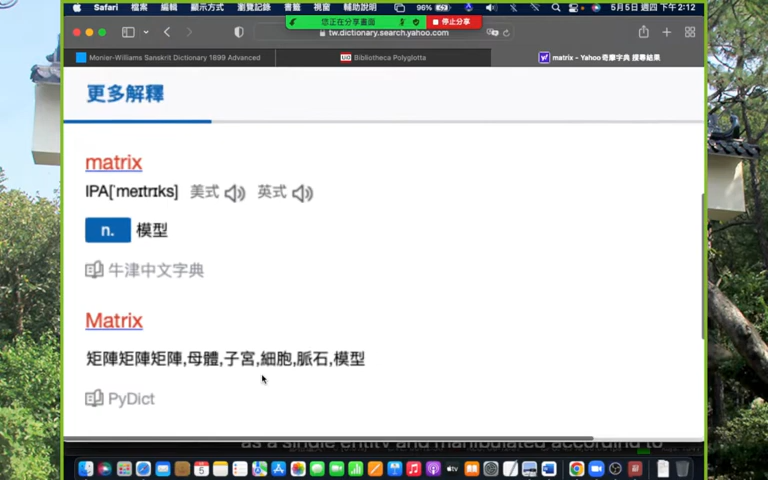 Safari 檔案 編輯 顯示方式 瀏覽記錄 書籤 視窗 輔助說明 96% 5月5日 週四 下午 2:12
您正在分享畫面 停止分享
tw.dictionary.search.yahoo.com
Monier-Williams Sanskrit Dictionary 1899 Advanced Bibliotheca Polyglotta matrix - Yahoo奇摩字典 搜尋結果
更多解釋
matrix
IPA[ˋmeɪtrɪks] 美式 英式
n. 模型
牛津中文字典
Matrix
矩陣矩陣矩陣,母體,子宮,細胞,脈石,模型
PyDict
as a single entity and manipulated according to